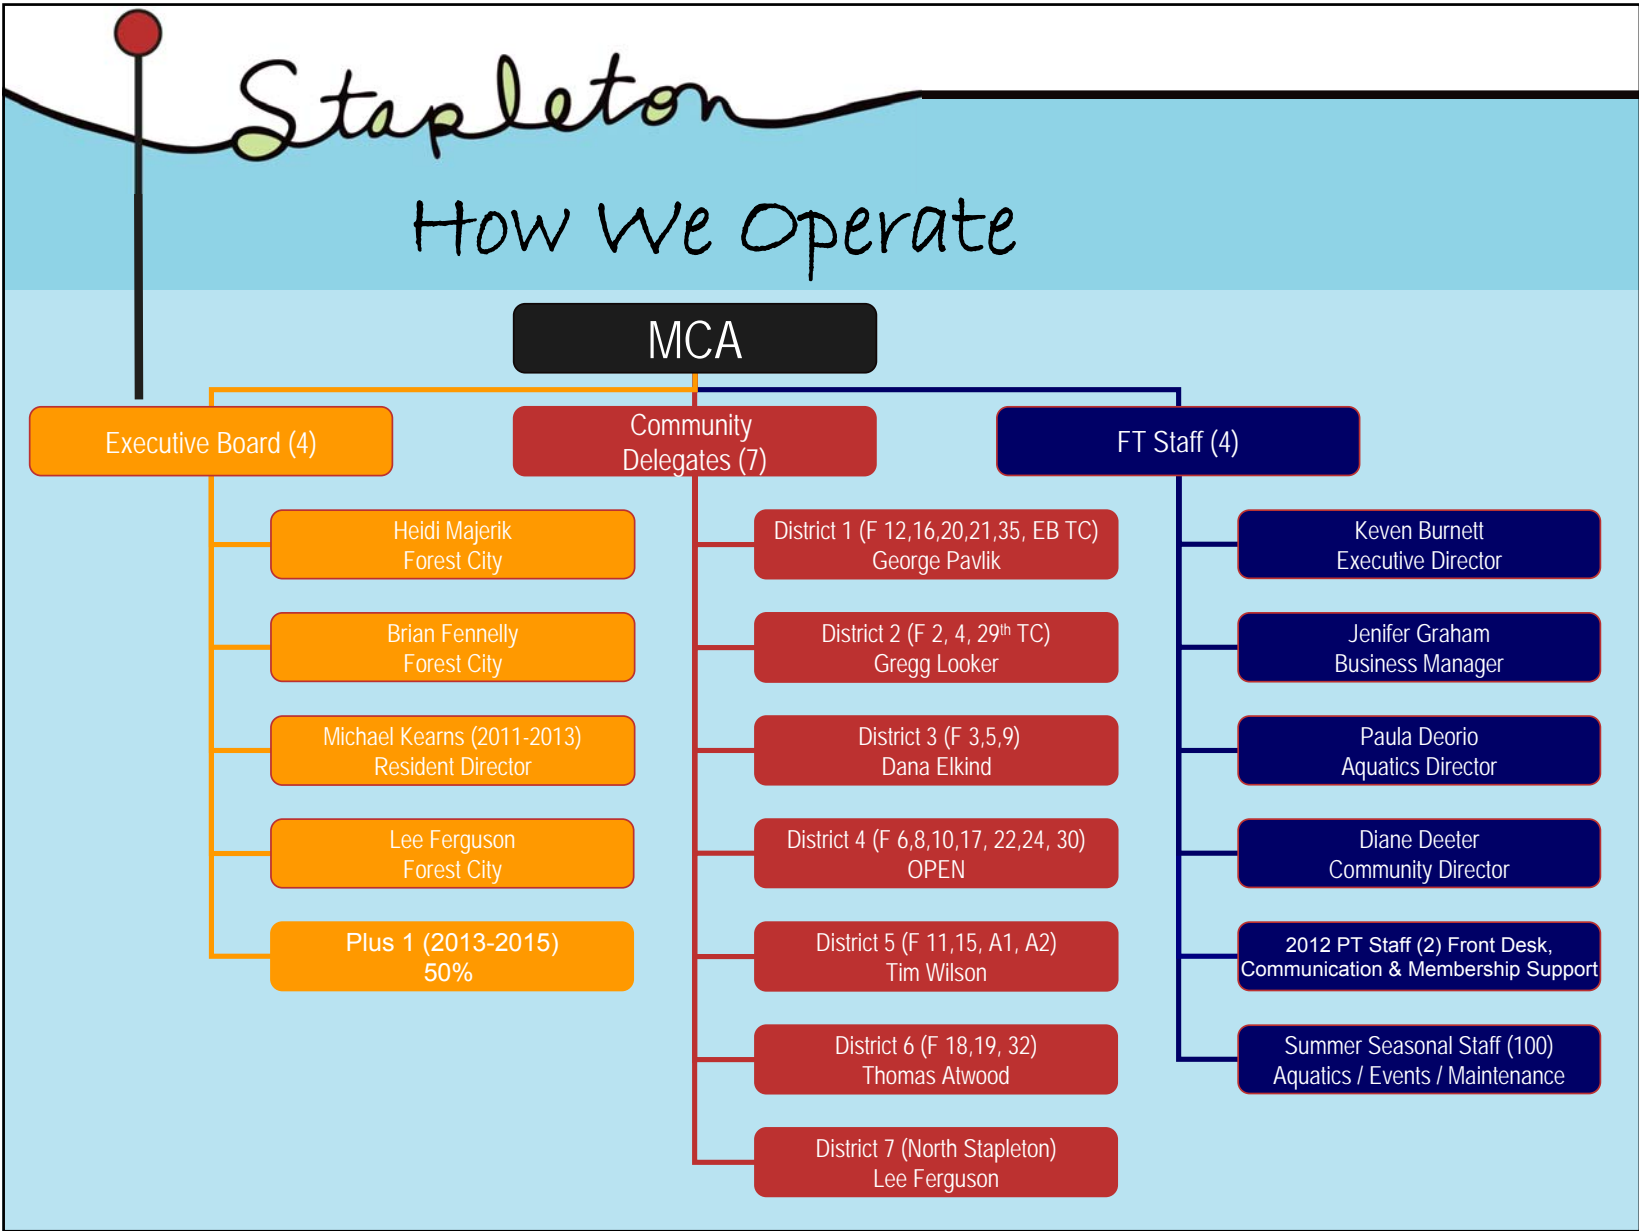 Stapleton
How We Operate
MCA
Executive Board (4)
Community
Delegates (7)
FT Staff (4)
Heidi Majerik
Forest City
Brian Fennelly
Forest City
Michael Kearns (2011-2013)
Resident Director
Lee Ferguson
Forest City
Plus 1 (2013-2015)
50%
District 1 (F 12,16,20,21,35, EB TC)
George Pavlik
District 2 (F 2, 4, 29th TC)
Gregg Looker
District 3 (F 3,5,9)
Dana Elkind
District 4 (F 6,8,10,17, 22,24, 30)
OPEN
District 5 (F 11,15, A1, A2)
Tim Wilson
District 6 (F 18,19, 32)
Thomas Atwood
District 7 (North Stapleton)
Lee Ferguson
Keven Burnett
Executive Director
Jenifer Graham
Business Manager
Paula Deorio
Aquatics Director
Diane Deeter
Community Director
2012 PT Staff (2) Front Desk,
Communication & Membership Support
Summer Seasonal Staff (100)
Aquatics / Events / Maintenance